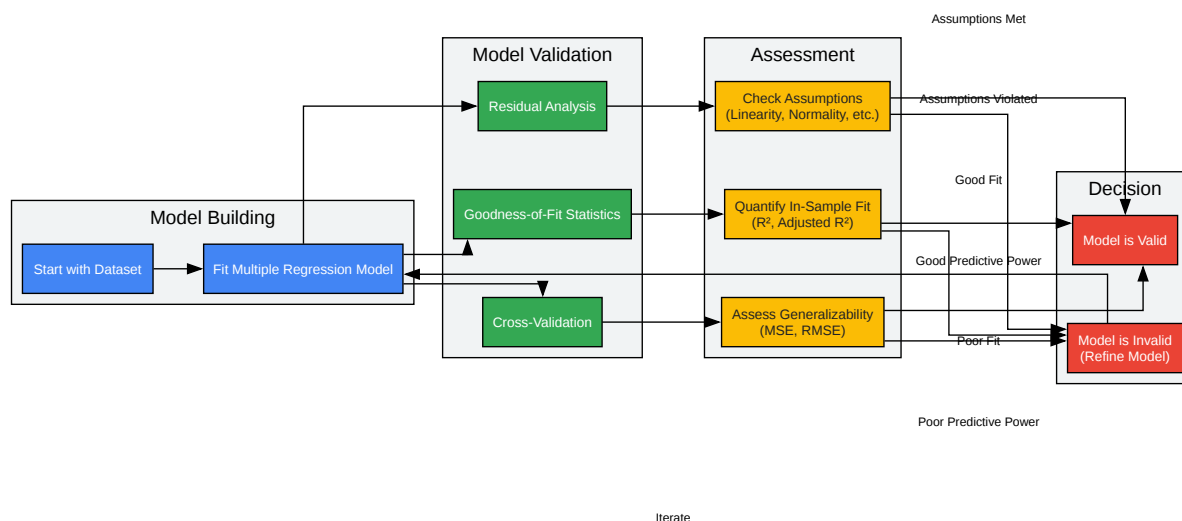 Assumptions Met
Model Validation
Assessment
Residual Analysis
Check Assumptions
(Linearity, Normality, etc.)
Assumptions Violated
Good Fit
Decision
Model Building
Goodness-of-Fit Statistics
Quantify In-Sample Fit
(R², Adjusted R²)
Model is Valid
Start with Dataset
Fit Multiple Regression Model
Good Predictive Power
Cross-Validation
Assess Generalizability
(MSE, RMSE)
Poor Fit
Model is Invalid
(Refine Model)
Poor Predictive Power
Iterate